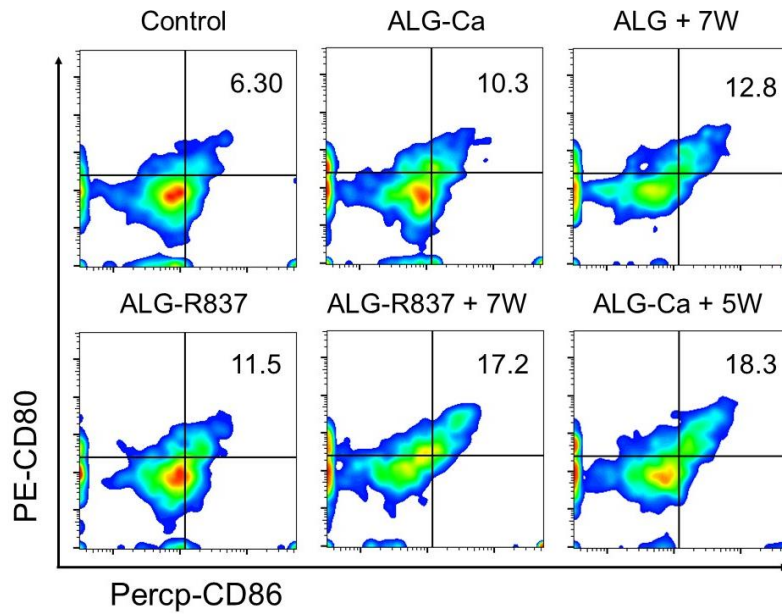 Control
ALG-Ca
ALG + 7W
6.30
10.3
12.8
ALG-R837
ALG-R837 + 7W
ALG-Ca + 5W
11.5
17.2
18.3
PE-CD80
Percp-CD86